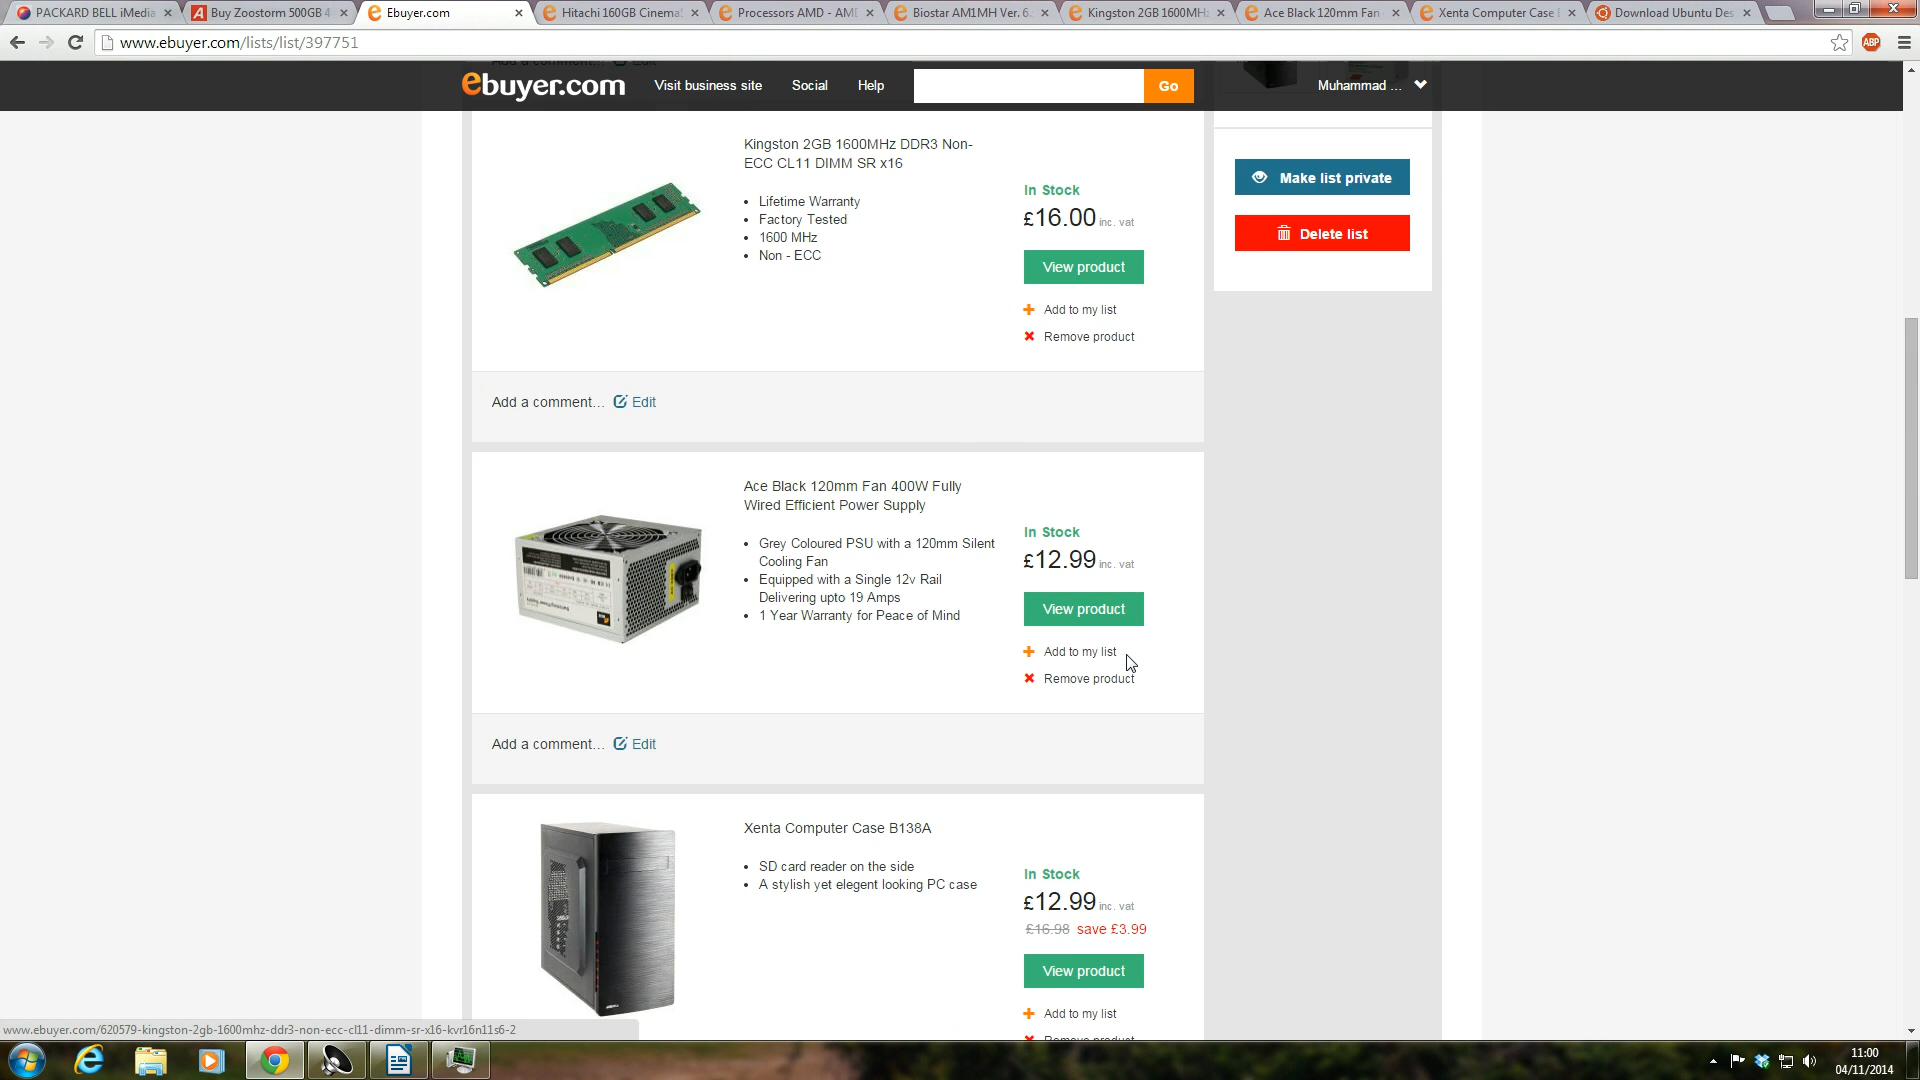 PACKARD BELL iMedia
Buy Zoostorm 500GB 4
Ebuyer.com
Hitachi 160GB Cinema
Processors AMD - AM
Biostar AM1MH Ver. 6.
Kingston 2GB 1600MH
Ace Black 120mm Fan
Xenta Computer Case
Download Ubuntu Des
www.ebuyer.com/lists/list/397751
ABP
ebuyer.com
Visit business site
Social
Help
Go
Muhammad ...
Kingston 2GB 1600MHz DDR3 Non-
ECC CL11 DIMM SR x16
• Lifetime Warranty
• Factory Tested
• 1600 MHz
• Non - ECC
In Stock
£16.00 inc. vat
View product
Add to my list
Remove product
Make list private
Delete list
Add a comment... Edit
Ace Black 120mm Fan 400W Fully
Wired Efficient Power Supply
• Grey Coloured PSU with a 120mm Silent
Cooling Fan
• Equipped with a Single 12v Rail
Delivering upto 19 Amps
• 1 Year Warranty for Peace of Mind
In Stock
£12.99 inc. vat
View product
Add to my list
Remove product
Add a comment... Edit
Xenta Computer Case B138A
• SD card reader on the side
• A stylish yet elegent looking PC case
In Stock
£12.99 inc. vat
£16.98 save £3.99
View product
Add to my list
Remove product
www.ebuyer.com/620579-kingston-2gb-1600mhz-ddr3-non-ecc-cl11-dimm-sr-x16-kvr16n11s6-2
11:00
04/11/2014